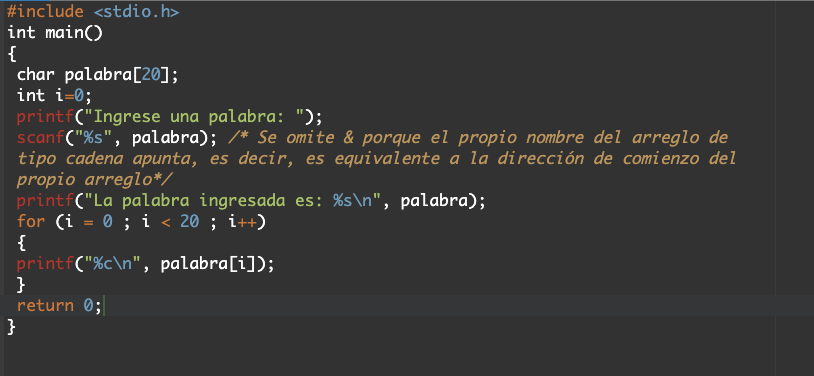 #include <stdio.h>
int main()
{
char palabra[20];
int i=0;
printf("Ingrese una palabra: ");
scanf("%s", palabra); /* Se omite & porque el propio nombre del arreglo de
tipo cadena apunta, es decir, es equivalente a la dirección de comienzo del
propio arreglo*/
printf("La palabra ingresada es: %s\n", palabra);
for (i = 0 ; i < 20 ; i++)
{
printf("%c\n", palabra[i]);
}
return 0;
}